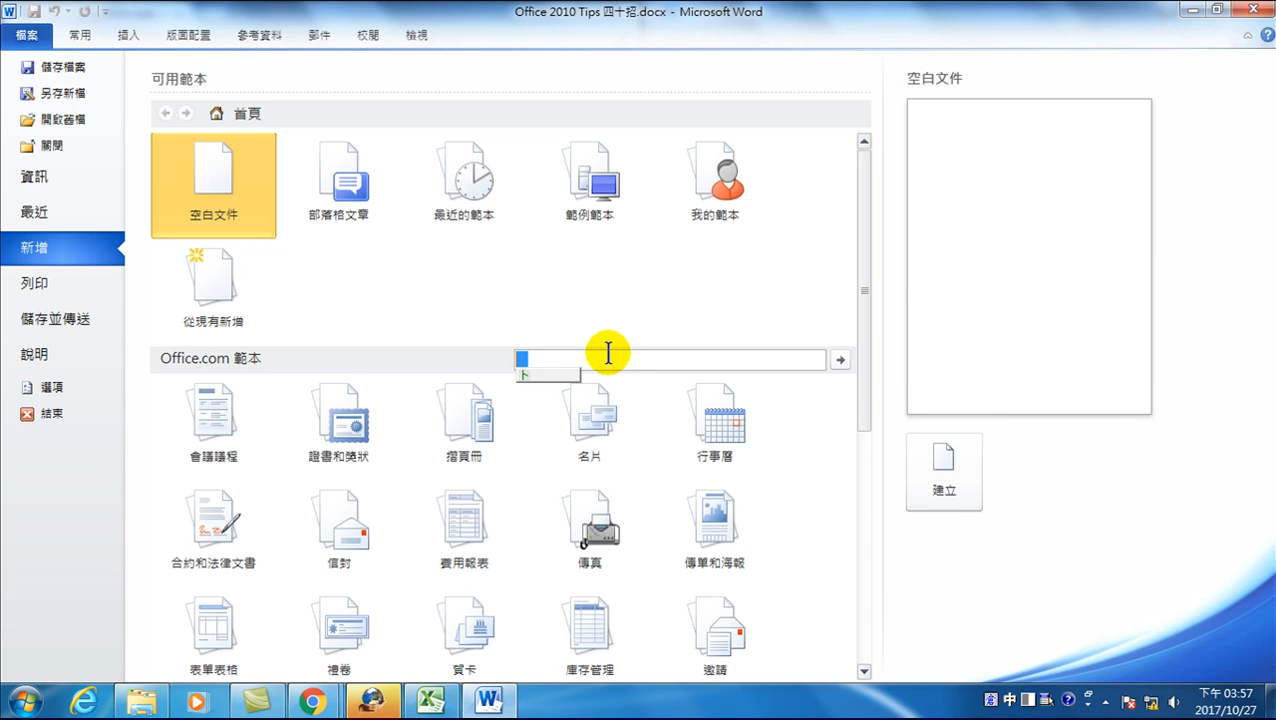 Office 2010 Tips 四十招.docx - Microsoft Word
檔案 常用 插入 版面配置 參考資料 郵件 校閱 檢視
儲存檔案
另存新檔
開啟舊檔
關閉
資訊
最近
新增
列印
儲存並傳送
說明
選項
結束
可用範本
首頁
空白文件 部落格文章 最近的範本 範例範本 我的範本
從現有新增
Office.com 範本
卜
會議議程 證書和獎狀 摺頁冊 名片 行事曆
合約和法律文書 信封 費用報表 傳真 傳單和海報
表單表格 禮卷 賀卡 庫存管理 邀請
空白文件
建立
中
下午 03:57
2017/10/27